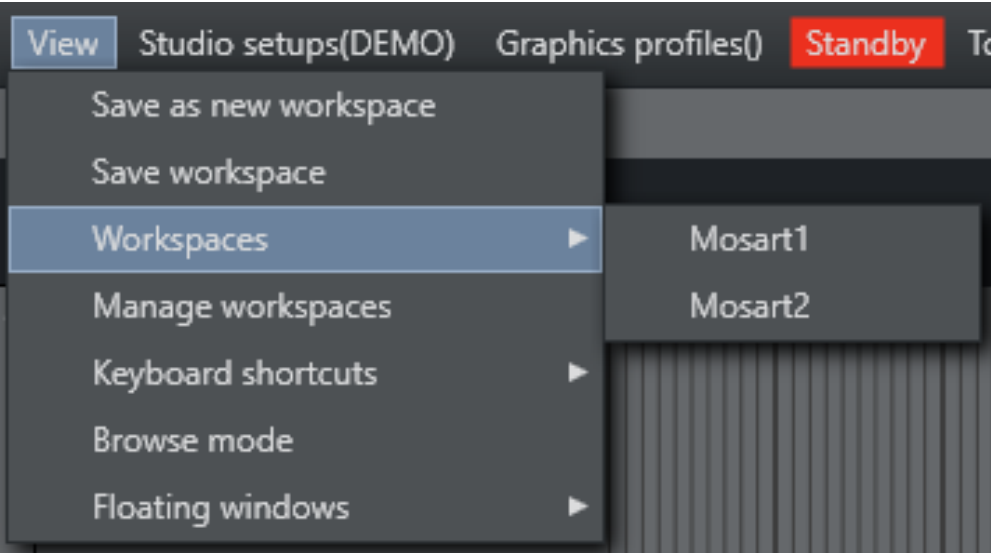 View Studio setups(DEMO) Graphics profiles() Standby
Save as new workspace
Save workspace
Workspaces Mosart1
Manage workspaces Mosart2
Keyboard shortcuts
Browse mode
Floating windows